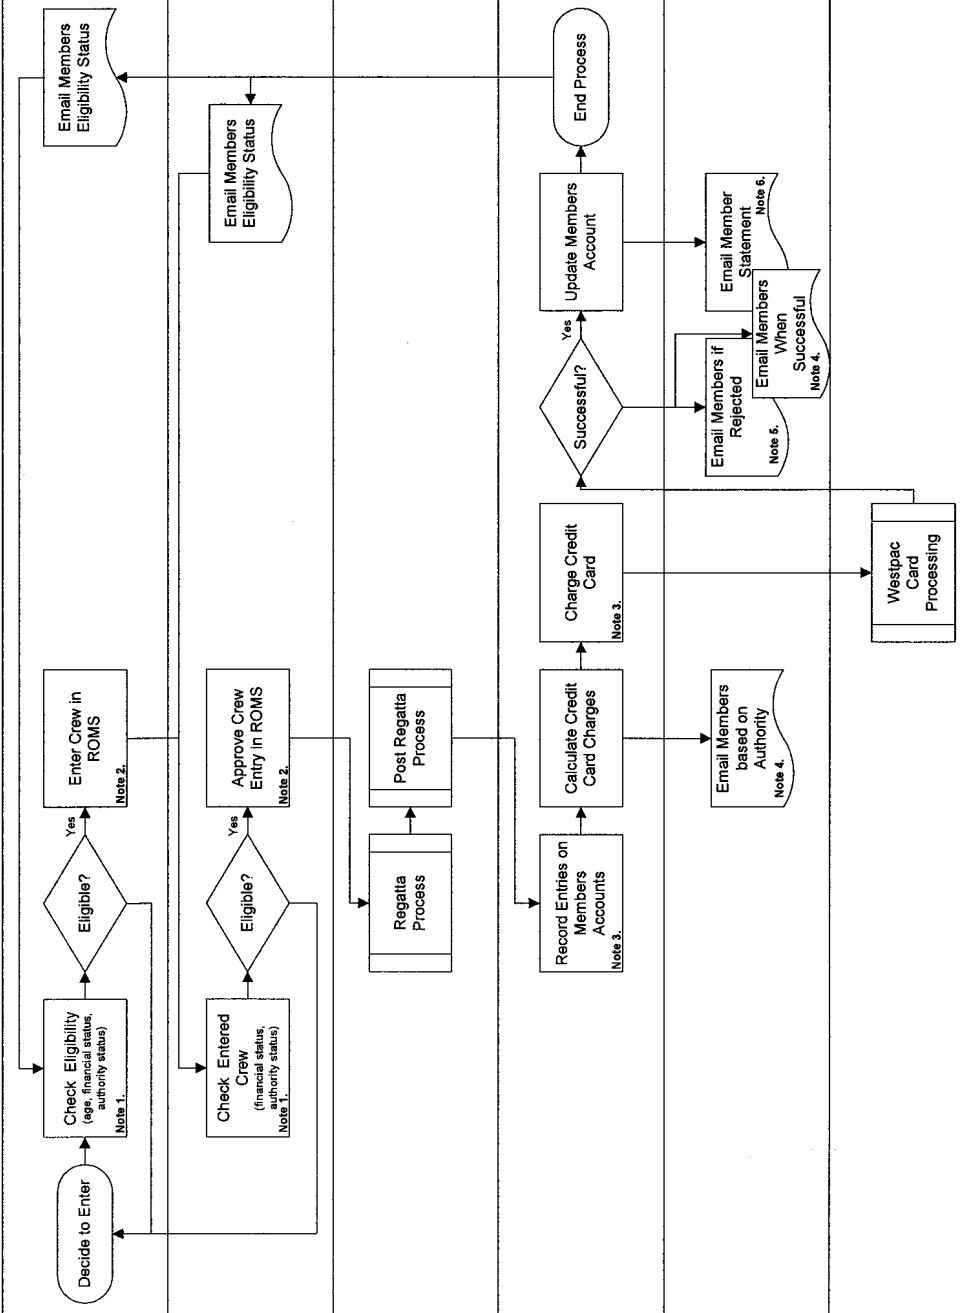 Decide to Enter
Check Eligibility
(age, financial status,
authority status)
Note 1.
Eligible?
Yes
Enter Crew in
ROMS
Note 2.
Email Members
Eligibility Status
Check Entered
Crew
(financial status,
authority status)
Note 1.
Eligible?
Yes
Approve Crew
Entry in ROMS
Note 2.
Email Members
Eligibility Status
Regatta
Process
Post Regatta
Process
Record Entries on
Members
Accounts
Note 3.
Calculate Credit
Card Charges
Charge Credit
Card
Note 3.
Successful?
Yes
Update Members
Account
End Process
Email Members
based on
Authority
Note 4.
Email Members if
Rejected
Note 5.
Email Members
When
Successful
Note 4.
Email Member
Statement
Note 6.
Westpac
Card
Processing